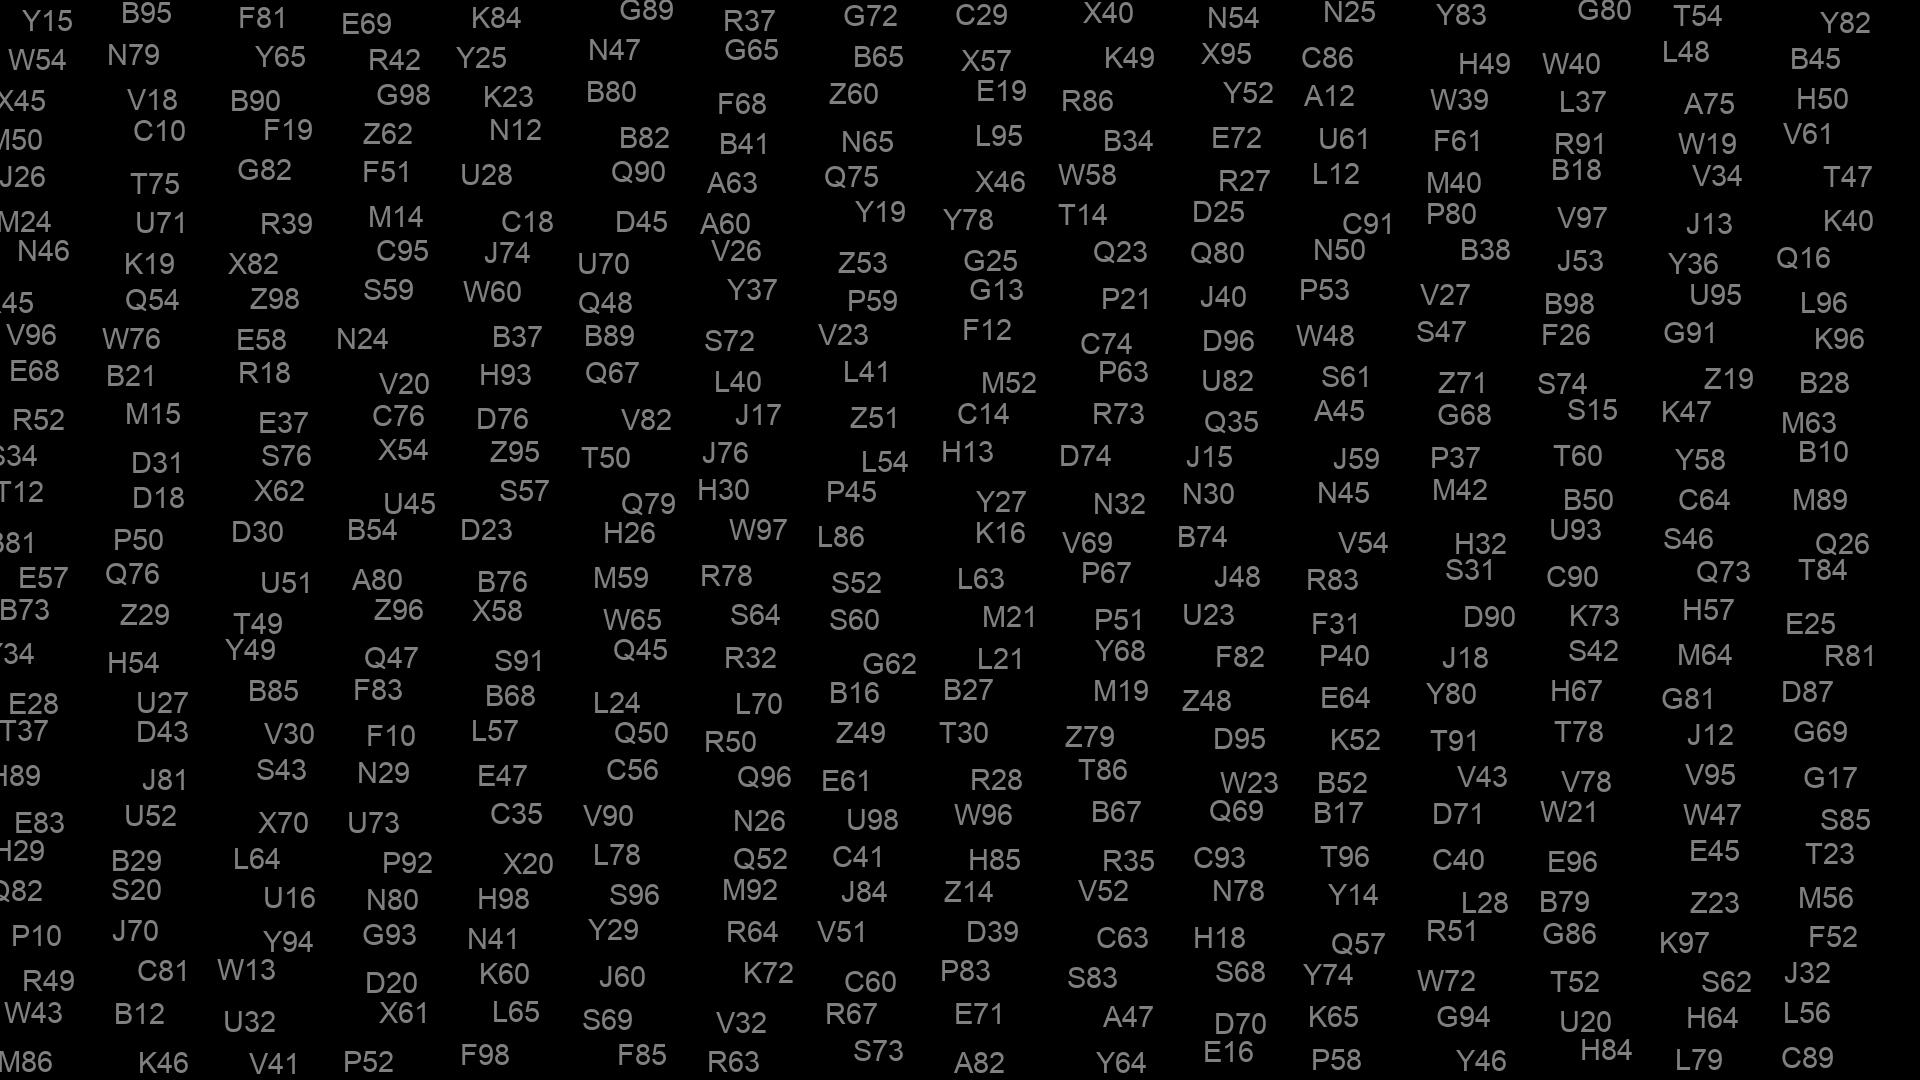 Y15 B95 F81 E69 K84 G89 R37 G72 C29 X40 N54 N25 Y83 G80 T54 Y82
W54 N79 Y65 R42 Y25 N47 G65 B65 X57 K49 X95 C86 H49 W40 L48 B45
X45 V18 B90 G98 K23 B80 F68 Z60 E19 R86 Y52 A12 W39 L37 A75 H50
M50 C10 F19 Z62 N12 B82 B41 N65 L95 B34 E72 U61 F61 R91 W19 V61
J26 T75 G82 F51 U28 Q90 A63 Q75 X46 W58 R27 L12 M40 B18 V34 T47
M24 U71 R39 M14 C18 D45 A60 Y19 Y78 T14 D25 C91 P80 V97 J13 K40
N46 K19 X82 C95 J74 U70 V26 Z53 G25 Q23 Q80 N50 B38 J53 Y36 Q16
45 Q54 Z98 S59 W60 Q48 Y37 P59 G13 P21 J40 P53 V27 B98 U95 L96
V96 W76 E58 N24 B37 B89 S72 V23 F12 C74 D96 W48 S47 F26 G91 K96
E68 B21 R18 V20 H93 Q67 L40 L41 M52 P63 U82 S61 Z71 S74 Z19 B28
R52 M15 E37 C76 D76 V82 J17 Z51 C14 R73 Q35 A45 G68 S15 K47 M63
S34 D31 S76 X54 Z95 T50 J76 L54 H13 D74 J15 J59 P37 T60 Y58 B10
T12 D18 X62 U45 S57 Q79 H30 P45 Y27 N32 N30 N45 M42 B50 C64 M89
81 P50 D30 B54 D23 H26 W97 L86 K16 V69 B74 V54 H32 U93 S46 Q26
E57 Q76 U51 A80 B76 M59 R78 S52 L63 P67 J48 R83 S31 C90 Q73 T84
B73 Z29 T49 Z96 X58 W65 S64 S60 M21 P51 U23 F31 D90 K73 H57 E25
34 H54 Y49 Q47 S91 Q45 R32 G62 L21 Y68 F82 P40 J18 S42 M64 R81
E28 U27 B85 F83 B68 L24 L70 B16 B27 M19 Z48 E64 Y80 H67 G81 D87
T37 D43 V30 F10 L57 Q50 R50 Z49 T30 Z79 D95 K52 T91 T78 J12 G69
H89 J81 S43 N29 E47 C56 Q96 E61 R28 T86 W23 B52 V43 V78 V95 G17
E83 U52 X70 U73 C35 V90 N26 U98 W96 B67 Q69 B17 D71 W21 W47 S85
H29 B29 L64 P92 X20 L78 Q52 C41 H85 R35 C93 T96 C40 E96 E45 T23
Q82 S20 U16 N80 H98 S96 M92 J84 Z14 V52 N78 Y14 L28 B79 Z23 M56
P10 J70 Y94 G93 N41 Y29 R64 V51 D39 C63 H18 Q57 R51 G86 K97 F52
R49 C81 W13 D20 K60 J60 K72 C60 P83 S83 S68 Y74 W72 T52 S62 J32
W43 B12 U32 X61 L65 S69 V32 R67 E71 A47 D70 K65 G94 U20 H64 L56
M86 K46 V41 P52 F98 F85 R63 S73 A82 Y64 E16 P58 Y46 H84 L79 C89